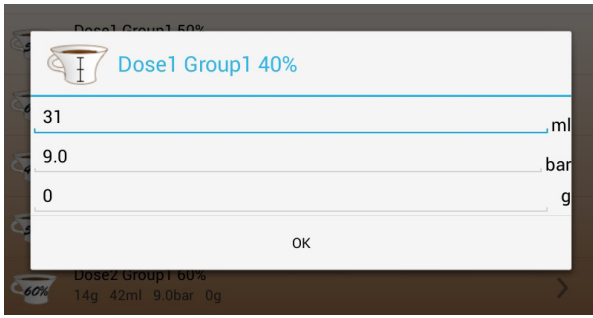 Dose1 Group1 50%
Dose1 Group1 40%
31 ml
9.0 bar
0 g
OK
Dose2 Group1 60%
60% 14g 42ml 9.0bar 0g